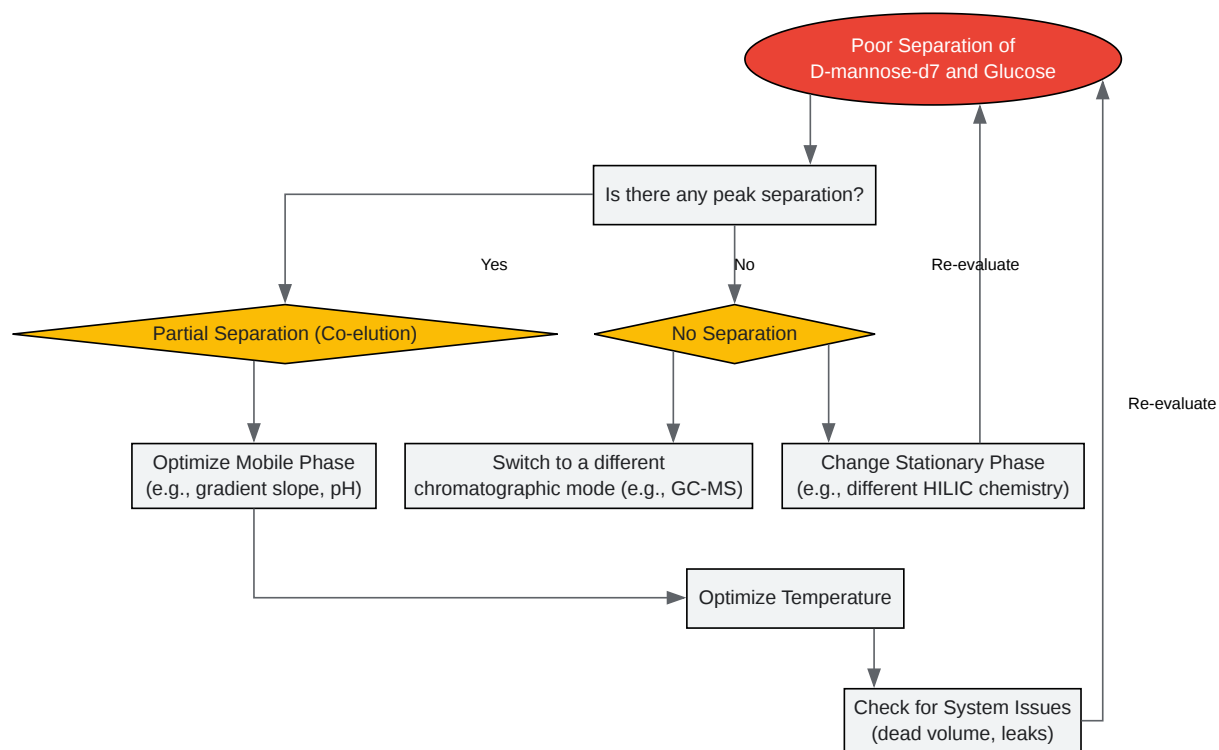 Poor Separation of
D-mannose-d7 and Glucose
Is there any peak separation?
Yes
No
Re-evaluate
Partial Separation (Co-elution)
No Separation
Re-evaluate
Optimize Mobile Phase
(e.g., gradient slope, pH)
Switch to a different
chromatographic mode (e.g., GC-MS)
Change Stationary Phase
(e.g., different HILIC chemistry)
Optimize Temperature
Check for System Issues
(dead volume, leaks)